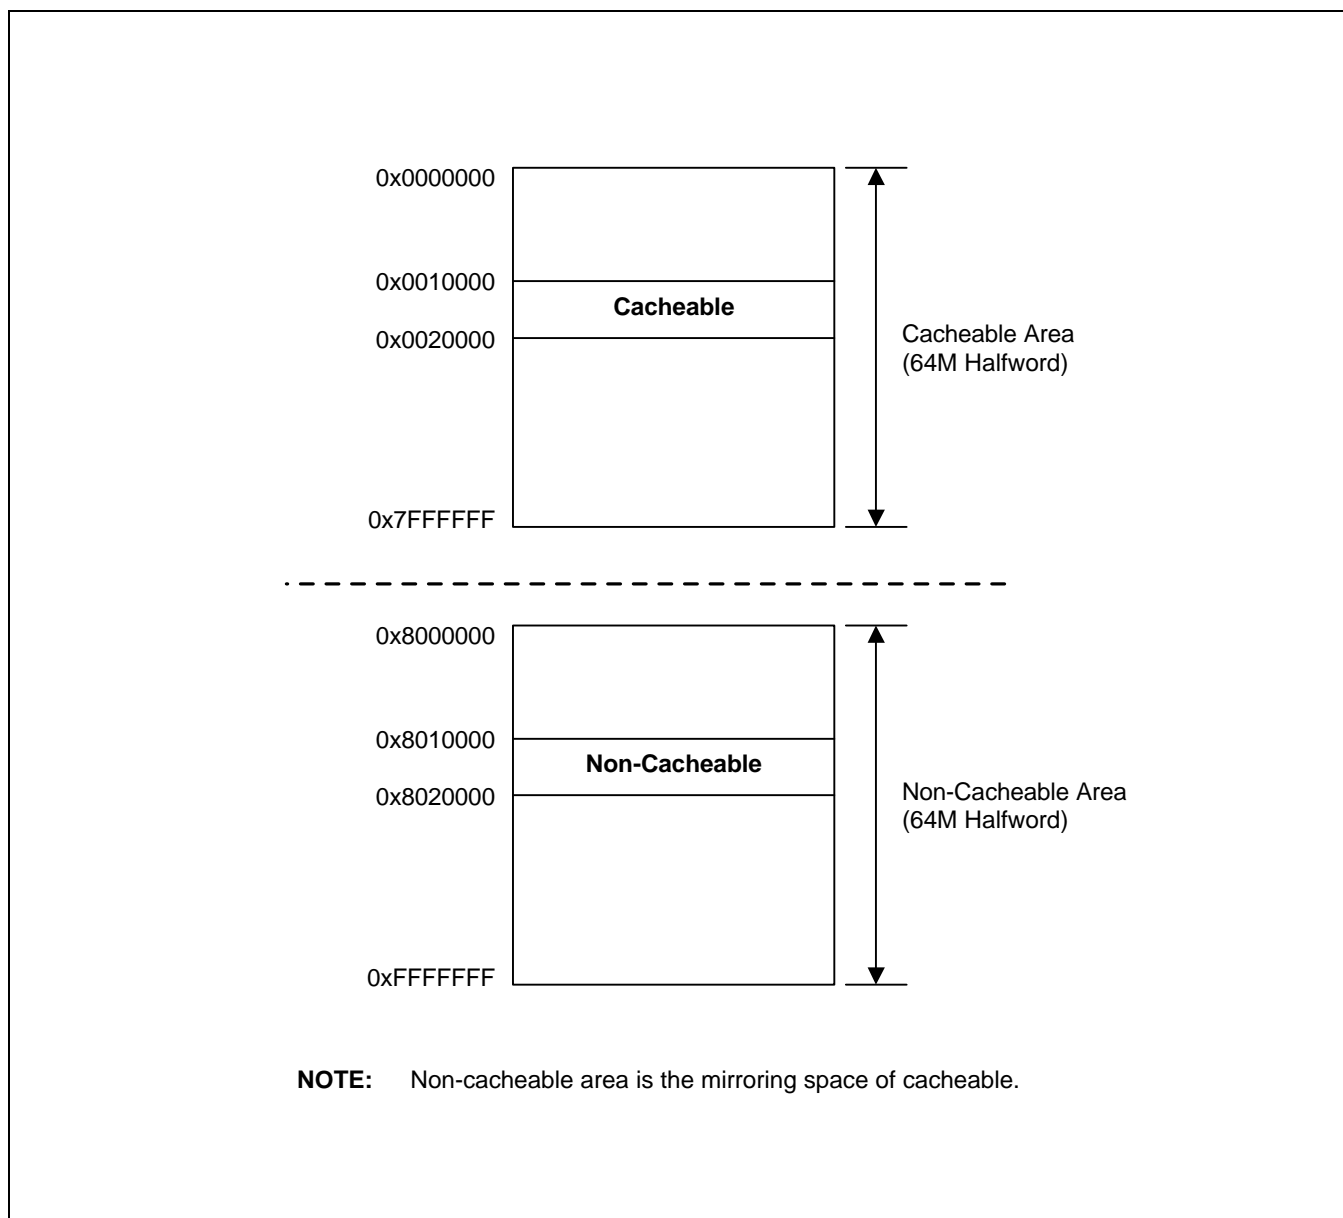 0x0000000
0x0010000
Cacheable
0x0020000
Cacheable Area
(64M Halfword)
0x7FFFFFF
0x8000000
0x8010000
Non-Cacheable
0x8020000
Non-Cacheable Area
(64M Halfword)
0xFFFFFFF
NOTE: Non-cacheable area is the mirroring space of cacheable.